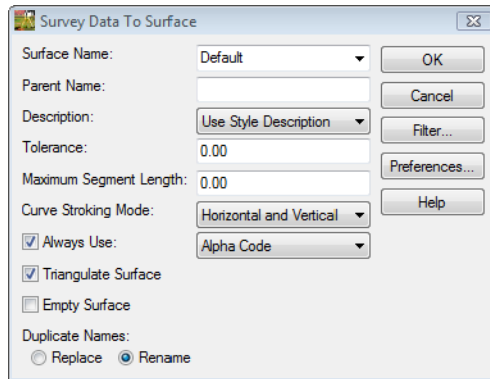 Survey Data To Surface
Surface Name: Default OK
Parent Name: Cancel
Description: Use Style Description Filter...
Tolerance: 0.00 Preferences...
Maximum Segment Length: 0.00 Help
Curve Stroking Mode: Horizontal and Vertical
Always Use: Alpha Code
Triangulate Surface
Empty Surface
Duplicate Names:
Replace Rename